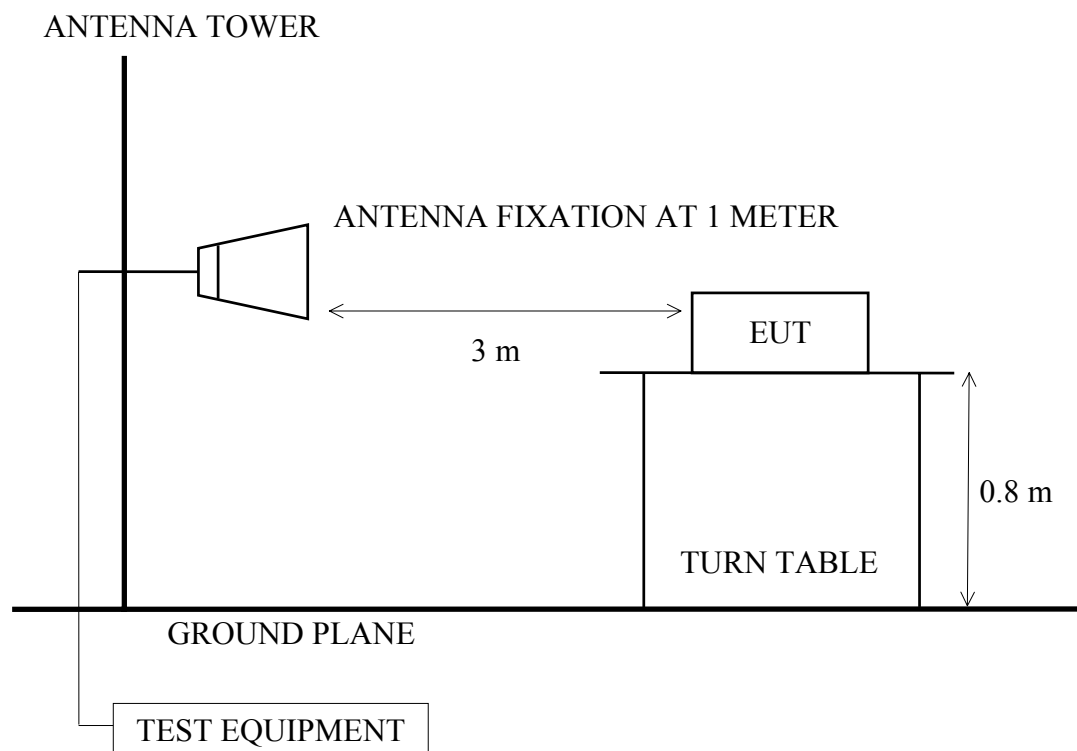 ANTENNA TOWER
ANTENNA FIXATION AT 1 METER
3 m
EUT
0.8 m
TURN TABLE
GROUND PLANE
TEST EQUIPMENT